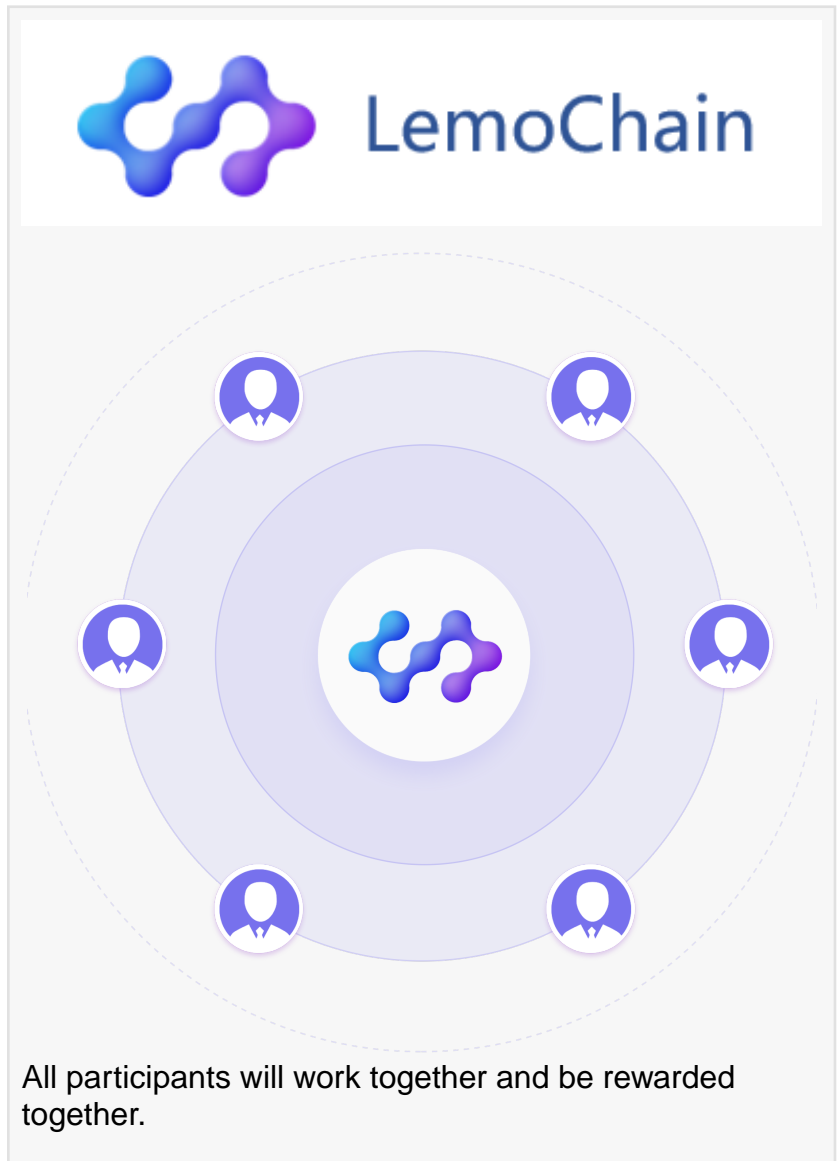 LemoChain
All participants will work together and be rewarded
together.